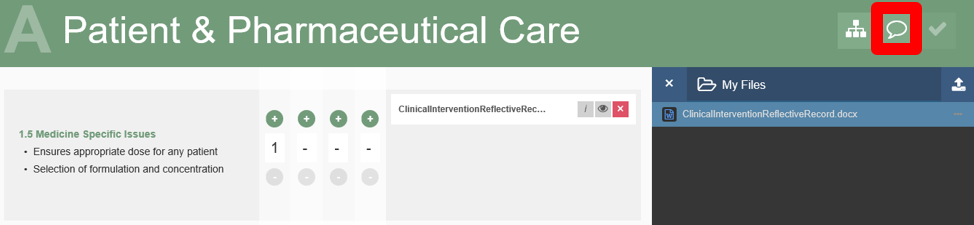 A Patient & Pharmaceutical Care
My Files
ClinicalInterventionReflectiveRec...
ClinicalInterventionReflectiveRecord.docx
1.5 Medicine Specific Issues
• Ensures appropriate dose for any patient
• Selection of formulation and concentration
+ + + +
1 - - -
- - - -